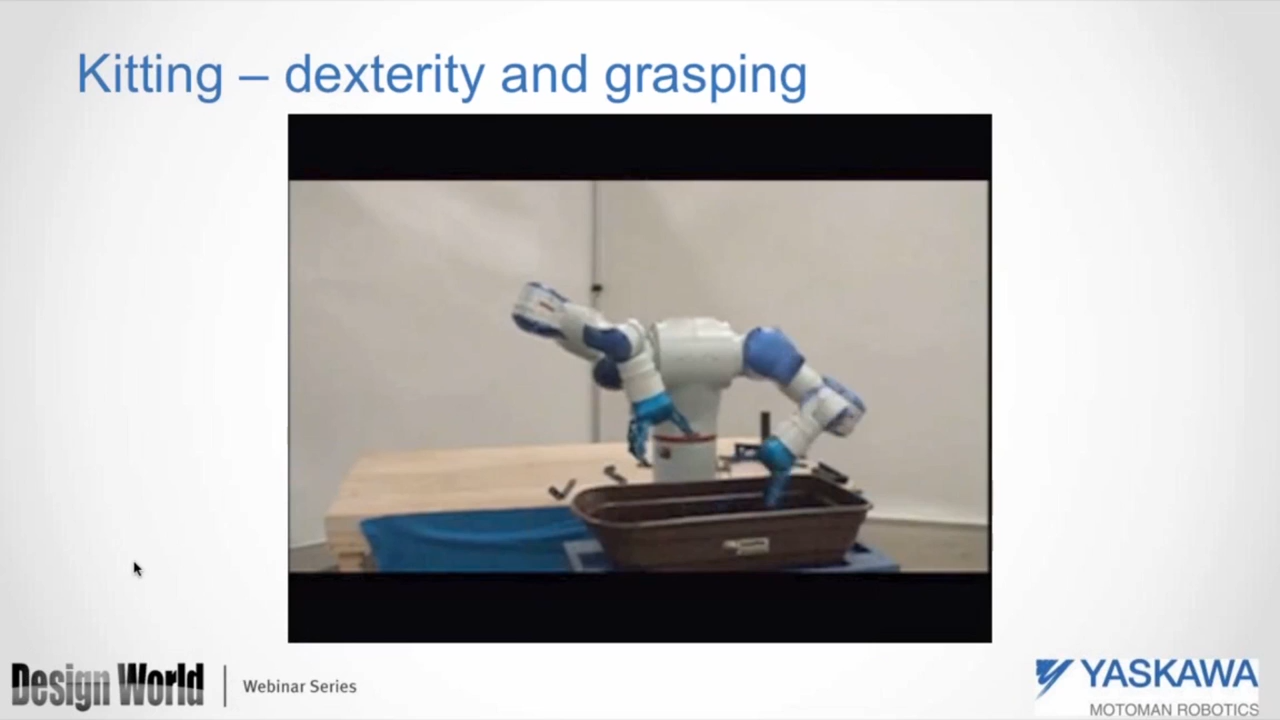 Kitting – dexterity and grasping
Design World
Webinar Series
YASKAWA
MOTOMAN ROBOTICS